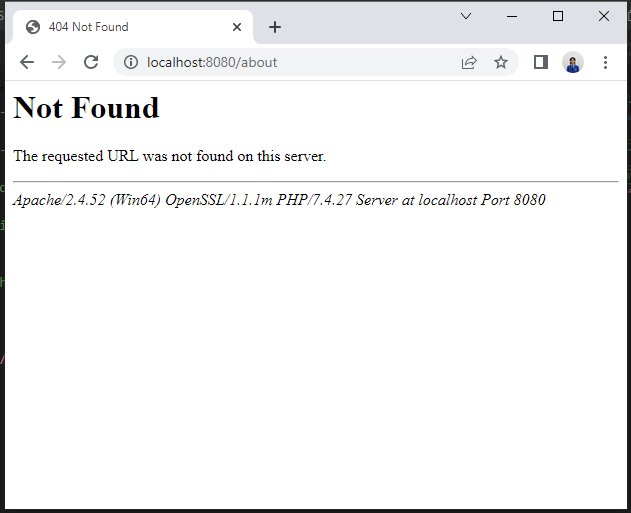 404 Not Found
localhost:8080/about
Not Found
The requested URL was not found on this server.
Apache/2.4.52 (Win64) OpenSSL/1.1.1m PHP/7.4.27 Server at localhost Port 8080